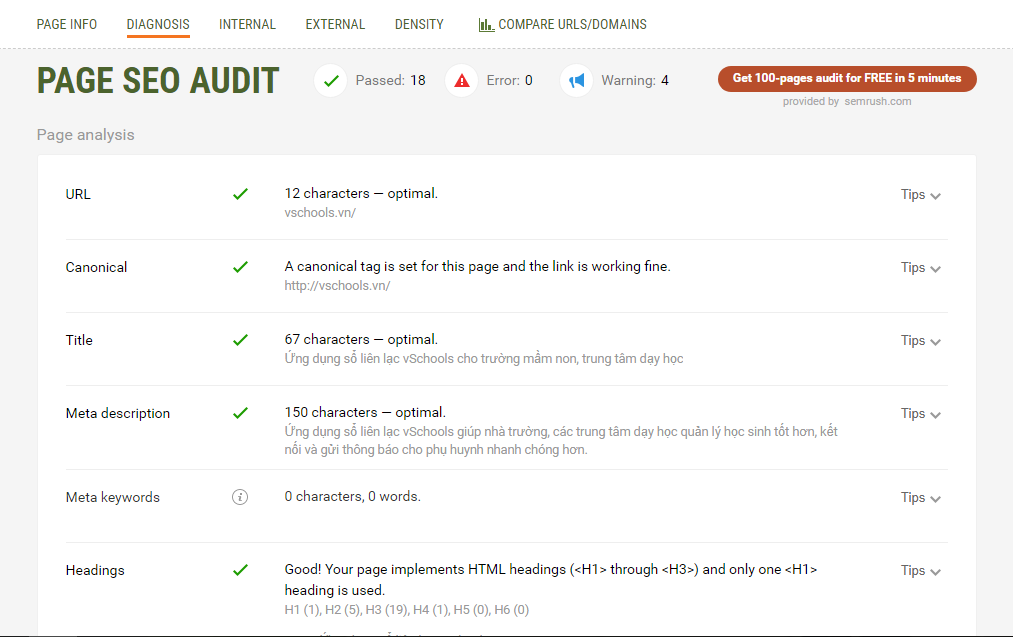 PAGE INFO DIAGNOSIS INTERNAL EXTERNAL DENSITY COMPARE URLS/DOMAINS
PAGE SEO AUDIT Passed: 18 Error: 0 Warning: 4 Get 100-pages audit for FREE in 5 minutes
provided by semrush.com
Page analysis
URL 12 characters — optimal. Tips
vschools.vn/
Canonical A canonical tag is set for this page and the link is working fine. Tips
http://vschools.vn/
Title 67 characters — optimal. Tips
Ứng dụng sổ liên lạc vSchools cho trường mầm non, trung tâm dạy học
Meta description 150 characters — optimal. Tips
Ứng dụng sổ liên lạc vSchools giúp nhà trường, các trung tâm dạy học quản lý học sinh tốt hơn, kết
nối và gửi thông báo cho phụ huynh nhanh chóng hơn.
Meta keywords 0 characters, 0 words. Tips
Headings Good! Your page implements HTML headings (<H1> through <H3>) and only one <H1> Tips
heading is used.
H1 (1), H2 (5), H3 (19), H4 (1), H5 (0), H6 (0)